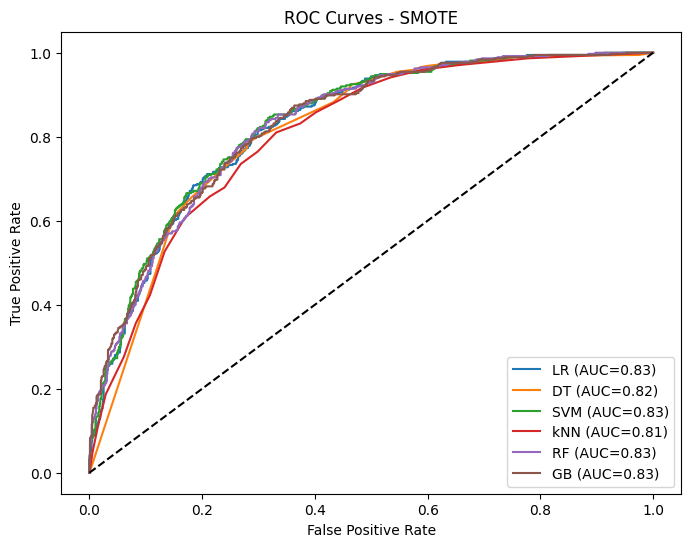 ROC Curves - SMOTE
True Positive Rate
1.0
0.8
0.6
0.4
0.2
0.0
0.0 0.2 0.4 0.6 0.8 1.0
False Positive Rate
LR (AUC=0.83)
DT (AUC=0.82)
SVM (AUC=0.83)
kNN (AUC=0.81)
RF (AUC=0.83)
GB (AUC=0.83)